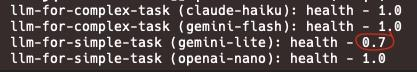 llm-for-complex-task (claude-haiku): health - 1.0
llm-for-complex-task (gemini-flash): health - 1.0
llm-for-simple-task (gemini-lite): health - 0.7
llm-for-simple-task (openai-nano): health - 1.0